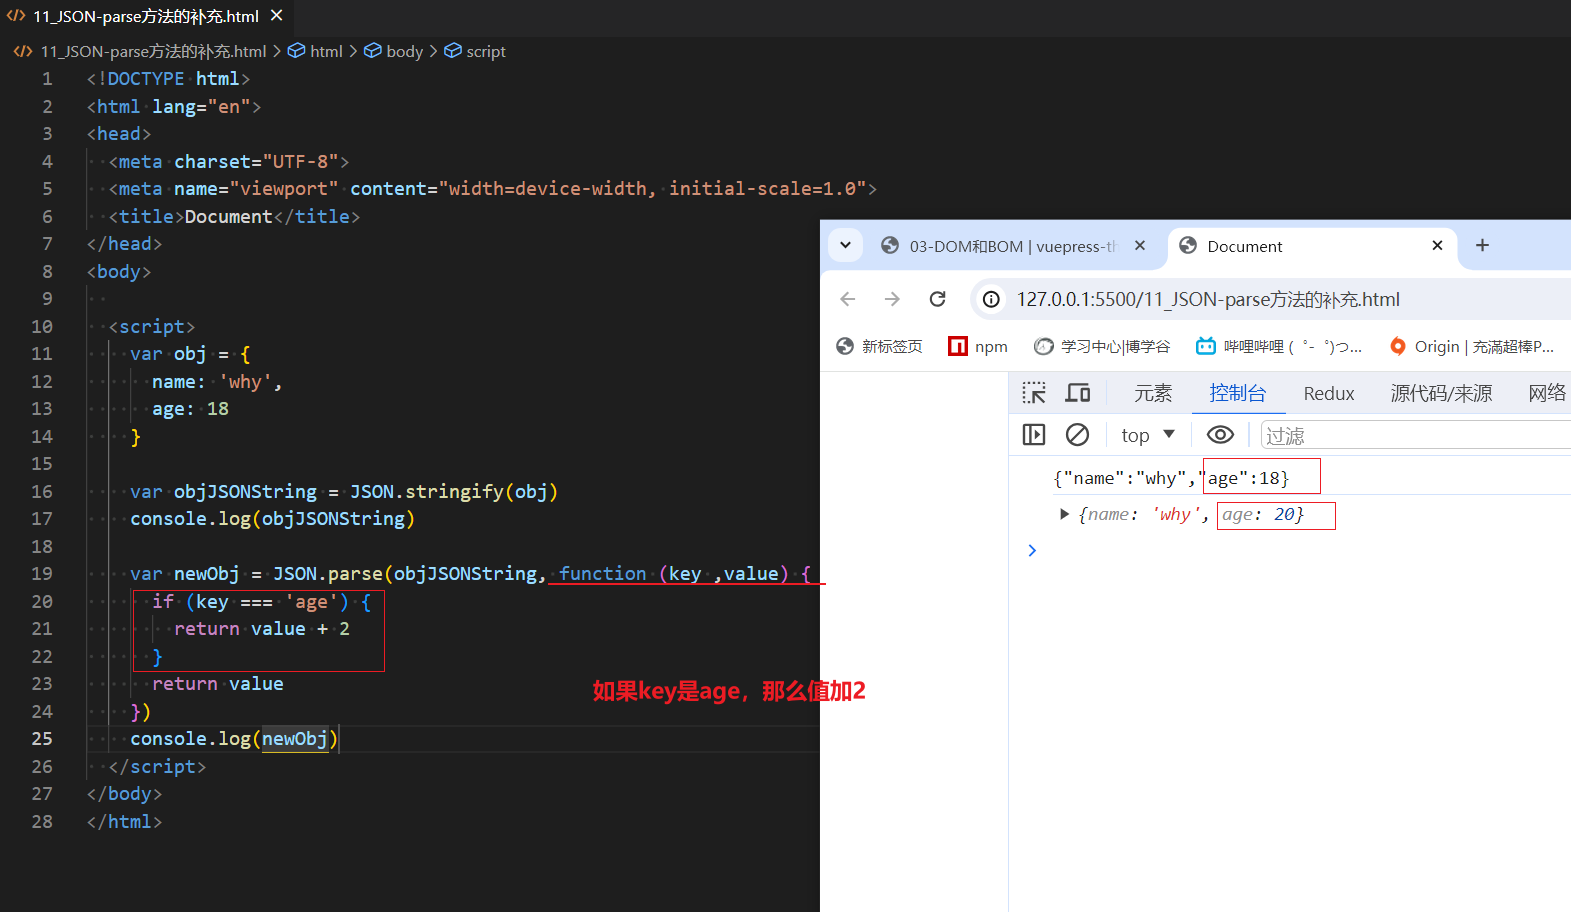 11_JSON-parse方法的补充.html
11_JSON-parse方法的补充.html > html > body > script
1 <!DOCTYPE html>
2 <html lang="en">
3 <head>
4 <meta charset="UTF-8">
5 <meta name="viewport" content="width=device-width, initial-scale=1.0">
6 <title>Document</title>
7 </head>
8 <body>
9
10 <script>
11 var obj = {
12 name: 'why',
13 age: 18
14 }
15
16 var objJSONString = JSON.stringify(obj)
17 console.log(objJSONString)
18
19 var newObj = JSON.parse(objJSONString, function (key ,value) {
20 if (key === 'age') {
21 return value + 2
22 }
23 return value
24 })
25 console.log(newObj)
26 </script>
27 </body>
28 </html>
如果key是age，那么值加2
03-DOM和BOM | vuepress-th
Document
127.0.0.1:5500/11_JSON-parse方法的补充.html
新标签页 npm 学习中心|博学谷 哔哩哔哩 ( ゜- ゜)つ... Origin | 充满超棒P...
元素 控制台 Redux 源代码/来源 网络
top 过滤
{"name":"why","age":18}
{name: 'why', age: 20}